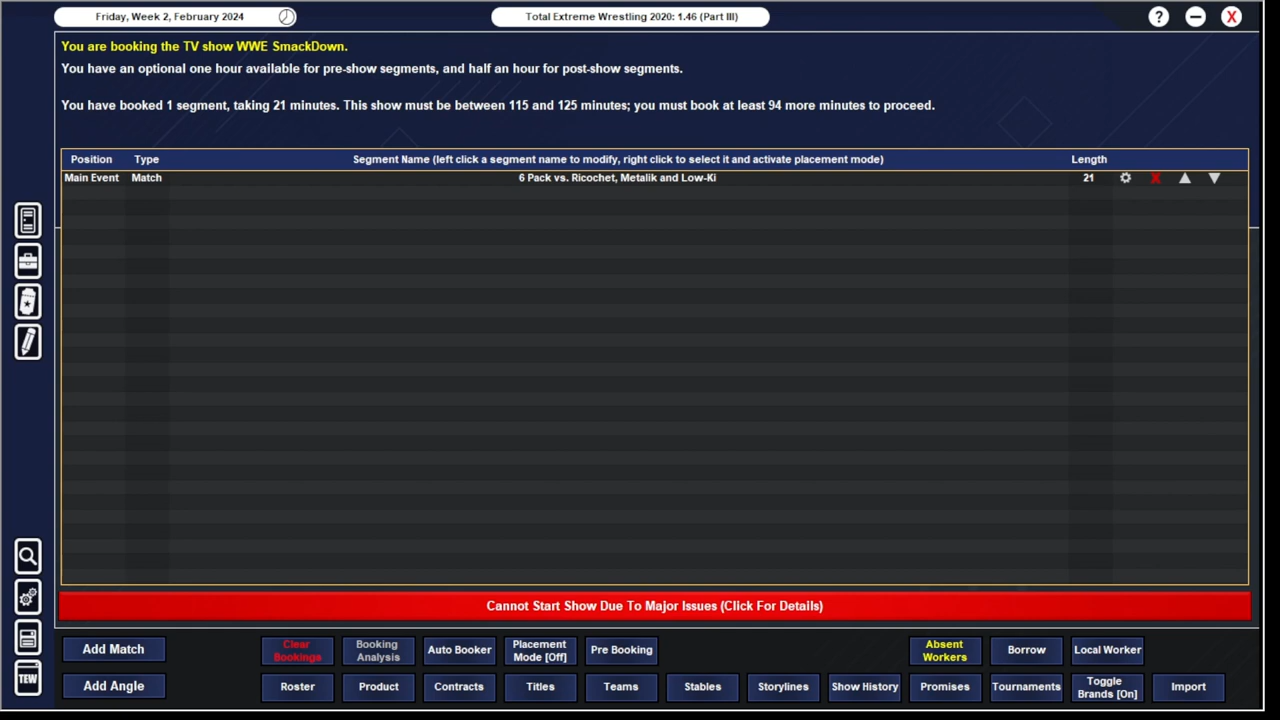 Friday, Week 2, February 2024
Total Extreme Wrestling 2020: 1.46 (Part III)
?
X
You are booking the TV show WWE SmackDown.
You have an optional one hour available for pre-show segments, and half an hour for post-show segments.
You have booked 1 segment, taking 21 minutes. This show must be between 115 and 125 minutes; you must book at least 94 more minutes to proceed.
Position Type Segment Name (left click a segment name to modify, right click to select it and activate placement mode) Length
Main Event Match 6 Pack vs. Ricochet, Metalik and Low-Ki 21 X
Cannot Start Show Due To Major Issues (Click For Details)
Add Match
Clear Bookings
Booking Analysis
Auto Booker
Placement Mode [Off]
Pre Booking
Absent Workers
Borrow
Local Worker
TEW
Add Angle
Roster
Product
Contracts
Titles
Teams
Stables
Storylines
Show History
Promises
Tournaments
Toggle Brands [On]
Import